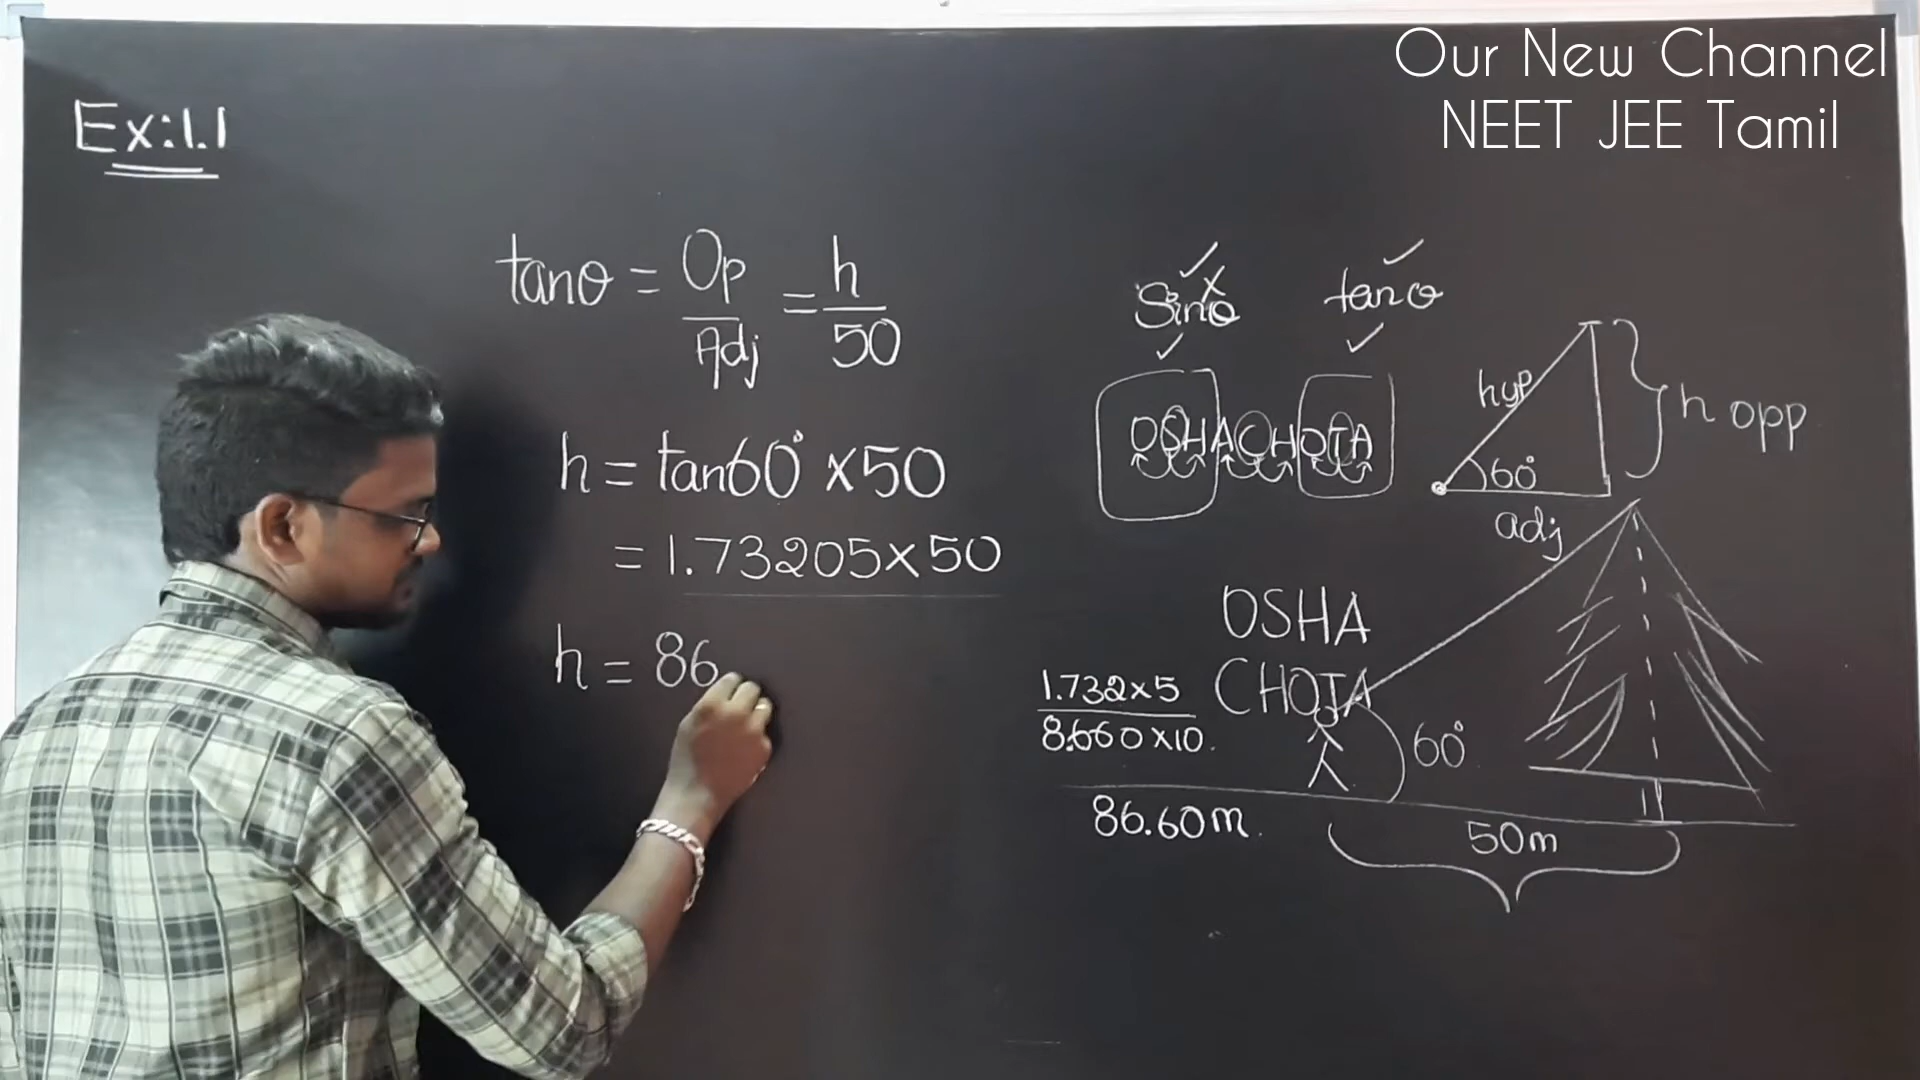 Our New Channel
NEET JEE Tamil
Ex:1.1
tanθ = Op/Adj = h/50
h = tan60° x50
= 1.73205x50
h = 86
Sinθ
tanθ
OSHACHOTA
hyp
60°
adj
h opp
OSHA
CHOTA
1.732x5
8.660x10.
86.60m.
60°
50m